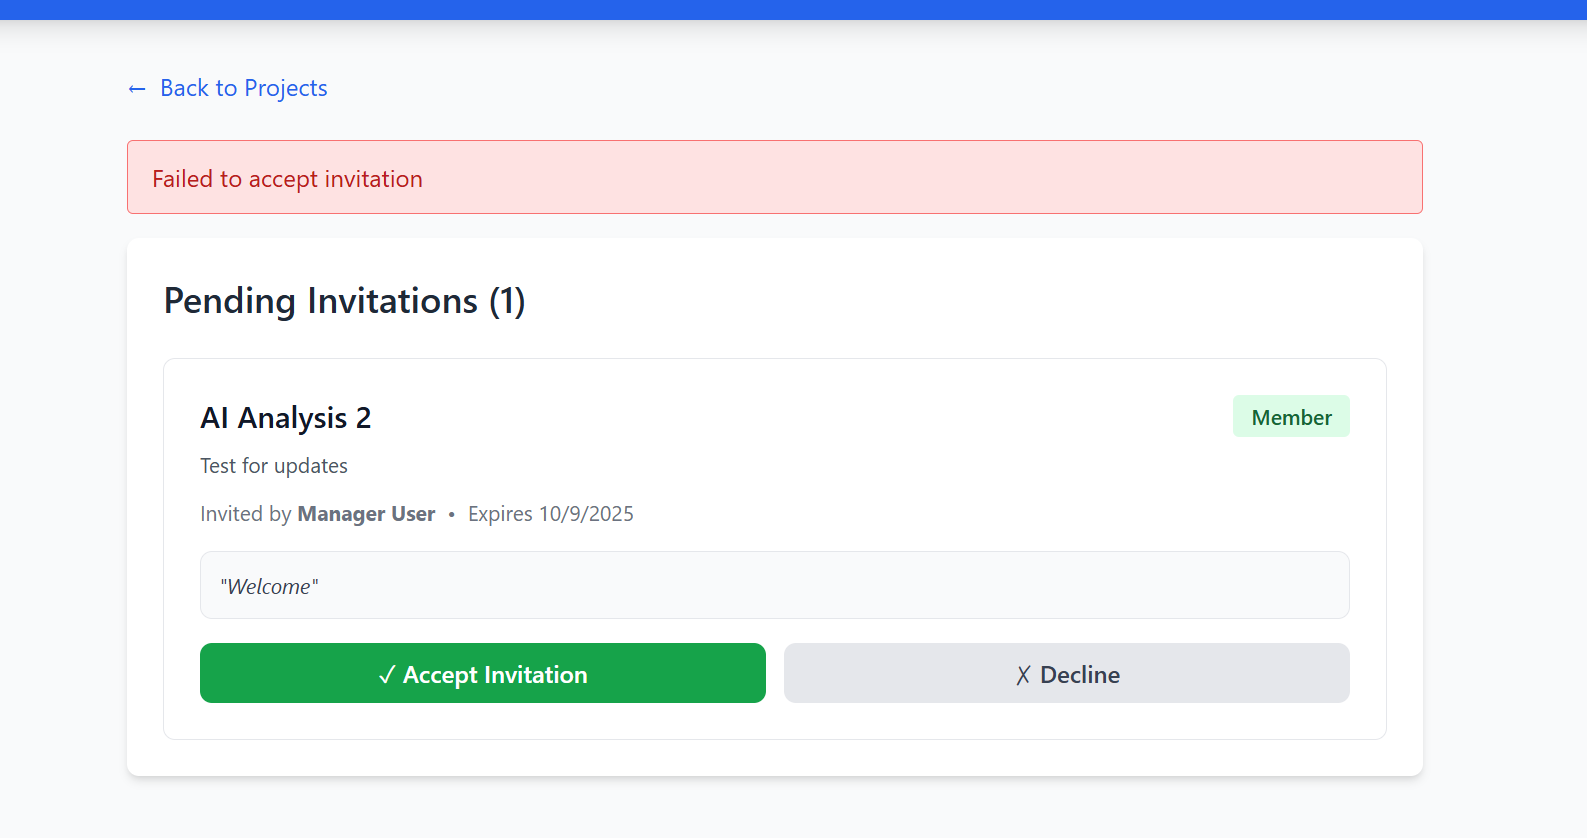 ← Back to Projects
Failed to accept invitation
Pending Invitations (1)
AI Analysis 2
Member
Test for updates
Invited by Manager User • Expires 10/9/2025
"Welcome"
✓ Accept Invitation
✗ Decline